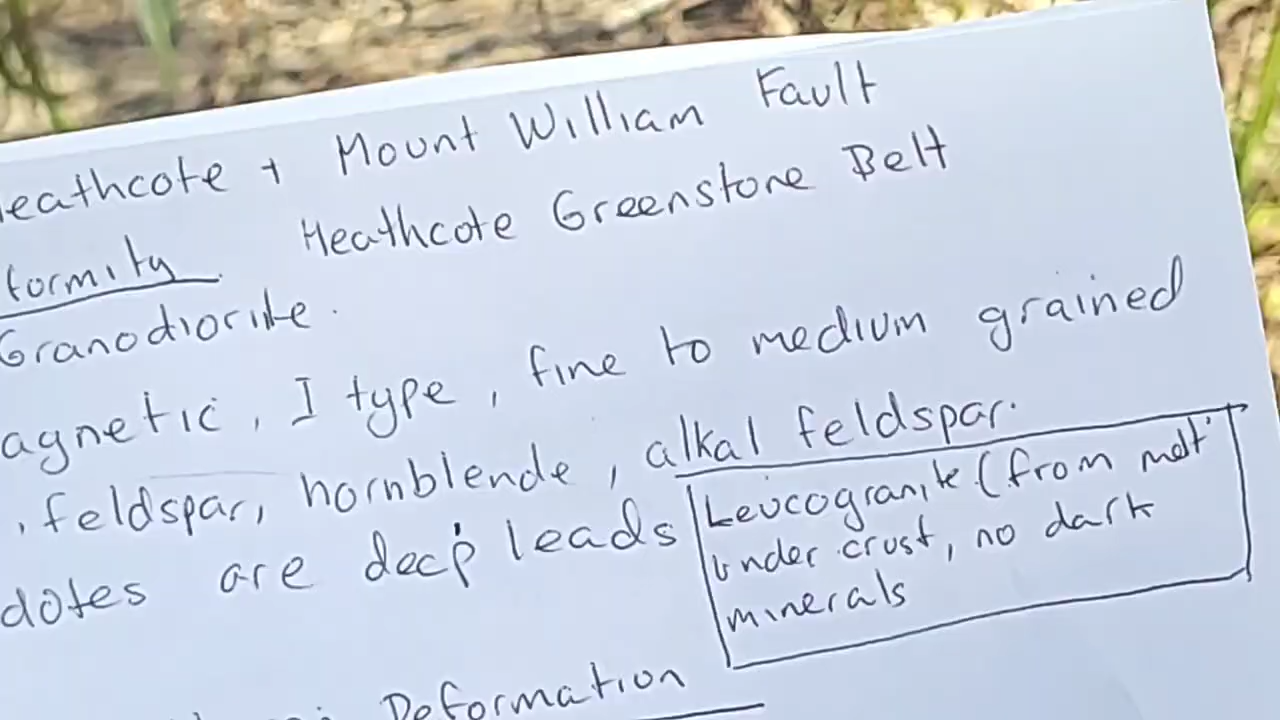 Heathcote + Mount William Fault
formity Heathcote Greenstone Belt
Granodiorite.
agnetic, I type, fine to medium grained
, feldspar, hornblende, alkal feldspar.
dotes are deep leads
Leucogranite (from melt
under crust, no dark
minerals
Deformation